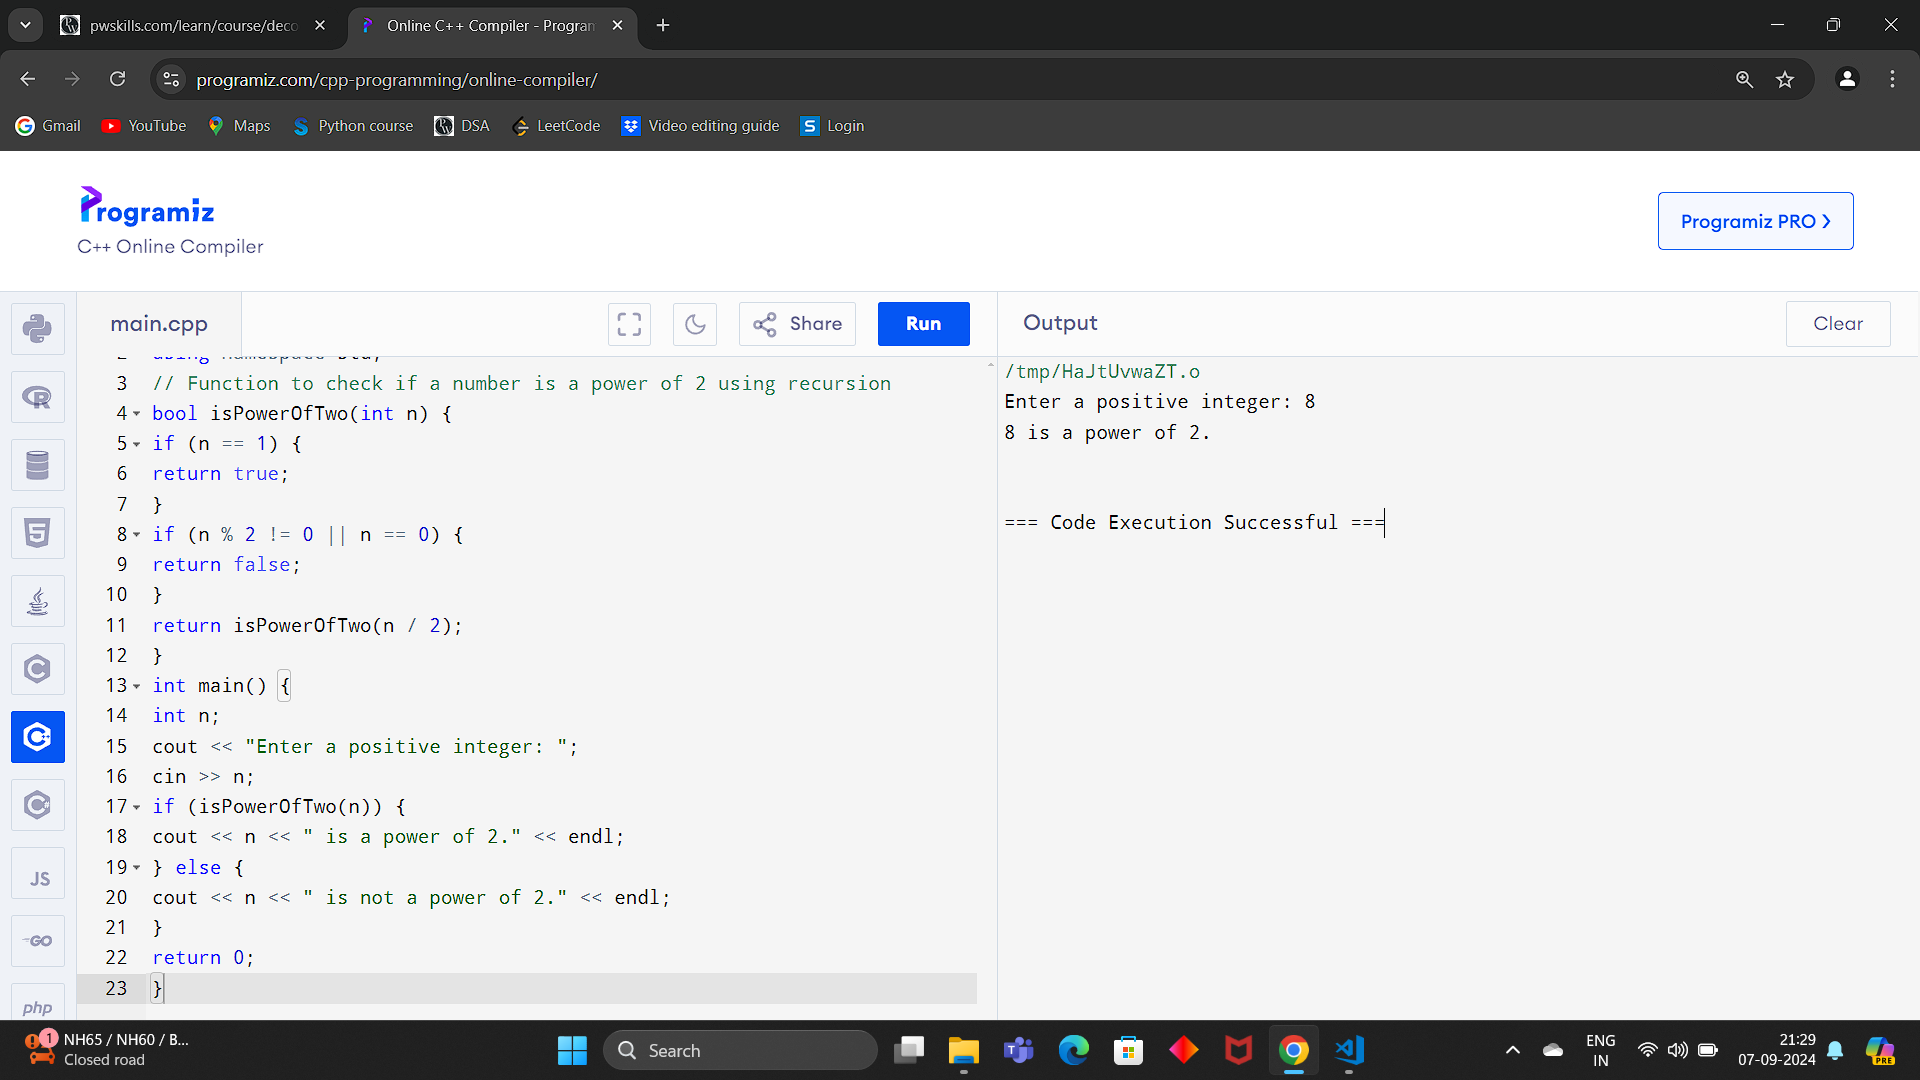 pwskills.com/learn/course/deco
Online C++ Compiler - Program
programiz.com/cpp-programming/online-compiler/
Gmail
YouTube
Maps
Python course
DSA
LeetCode
Video editing guide
S
Login
Programiz
C++ Online Compiler
Programiz PRO
main.cpp
Share
Run
Output
Clear
2 using namespace std;
3 // Function to check if a number is a power of 2 using recursion
4 bool isPowerOfTwo(int n) {
5 if (n == 1) {
6 return true;
7 }
8 if (n % 2 != 0 || n == 0) {
9 return false;
10 }
11 return isPowerOfTwo(n / 2);
12 }
13 int main() {
14 int n;
15 cout << "Enter a positive integer: ";
16 cin >> n;
17 if (isPowerOfTwo(n)) {
18 cout << n << " is a power of 2." << endl;
19 } else {
20 cout << n << " is not a power of 2." << endl;
21 }
22 return 0;
23 }
/tmp/HaJtUvwaZT.o
Enter a positive integer: 8
8 is a power of 2.
=== Code Execution Successful ===
R
5
C
C
C#
JS
GO
php
1
NH65 / NH60 / B...
Closed road
Search
ENG
IN
21:29
07-09-2024
PRE